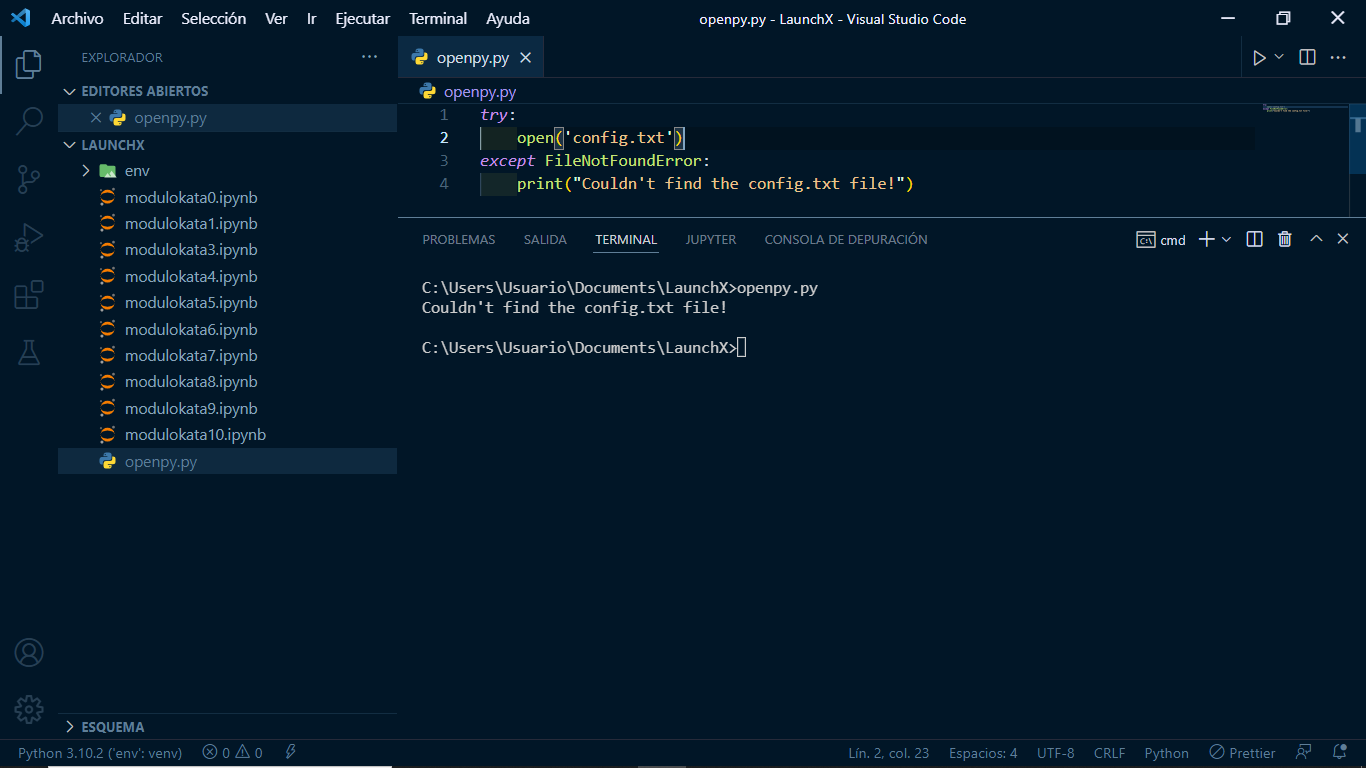 Archivo Editar Selección Ver Ir Ejecutar Terminal Ayuda openpy.py - LaunchX - Visual Studio Code
EXPLORADOR
EDITORES ABIERTOS
openpy.py
LAUNCHX
env
modulokata0.ipynb
modulokata1.ipynb
modulokata3.ipynb
modulokata4.ipynb
modulokata5.ipynb
modulokata6.ipynb
modulokata7.ipynb
modulokata8.ipynb
modulokata9.ipynb
modulokata10.ipynb
openpy.py
ESQUEMA
openpy.py
openpy.py
1 try:
2 open('config.txt')
3 except FileNotFoundError:
4 print("Couldn't find the config.txt file!")
PROBLEMAS SALIDA TERMINAL JUPYTER CONSOLA DE DEPURACIÓN cmd
C:\Users\Usuario\Documents\LaunchX>openpy.py
Couldn't find the config.txt file!
C:\Users\Usuario\Documents\LaunchX>
Python 3.10.2 ('env': venv) 0 0 Lín. 2, col. 23 Espacios: 4 UTF-8 CRLF Python Prettier